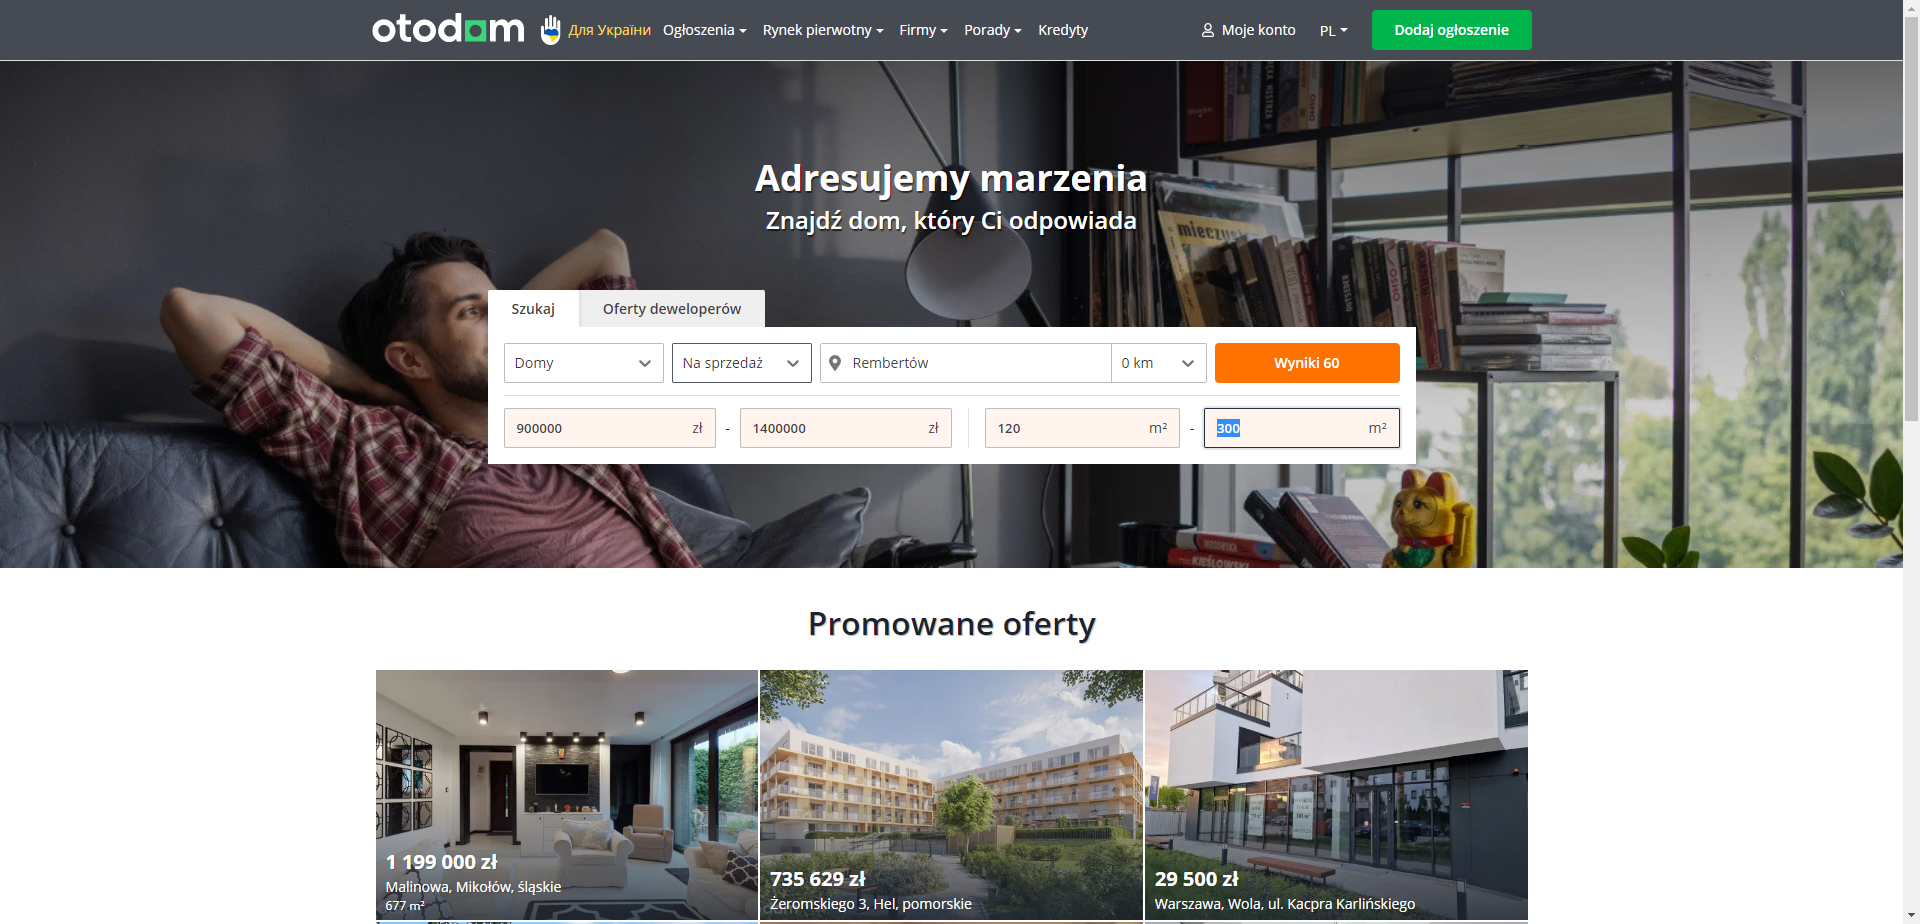 otodom
Для України
Ogłoszenia
Rynek pierwotny
Firmy
Porady
Kredyty
Moje konto
PL
Dodaj ogłoszenie
Adresujemy marzenia
Znajdź dom, który Ci odpowiada
Szukaj
Oferty deweloperów
Domy
Na sprzedaż
Rembertów
0 km
Wyniki 60
900000 zł - 1400000 zł
120 m² - 300 m²
mieczysł
OSHO
KIEŚLOWSKI
Promowane oferty
1 199 000 zł
Malinowa, Mikołów, śląskie
677 m²
735 629 zł
Żeromskiego 3, Hel, pomorskie
29 500 zł
Warszawa, Wola, ul. Kacpra Karlińskiego